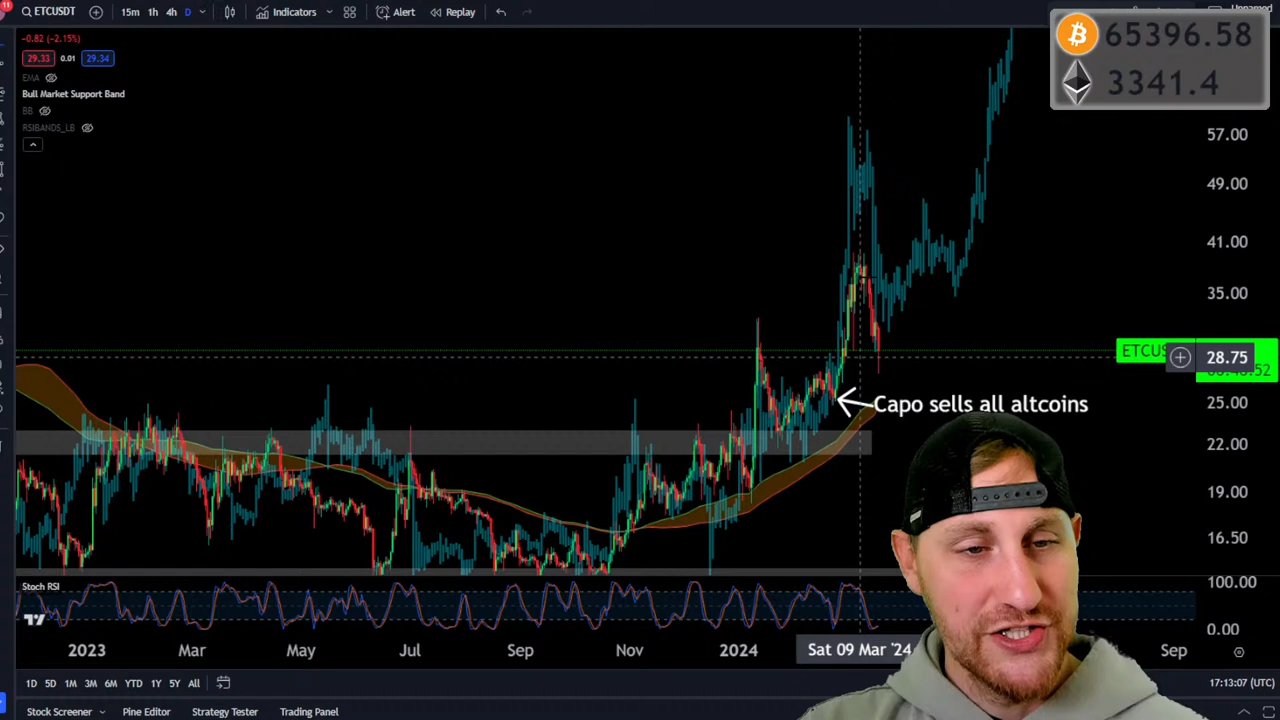 11
ETCUSDT 15m 1h 4h D Indicators Alert Replay
65396.58
3341.4
-0.82 (-2.15%)
29.33 0.01 29.34
EMA
Bull Market Support Band
BB
RSIBANDS_LB
57.00
49.00
41.00
35.00
28.75
25.00
22.00
19.00
16.50
Capo sells all altcoins
Stoch RSI
100.00
0.00
2023 Mar May Jul Sep Nov 2024 Sat 09 Mar '24 Sep
1D 5D 1M 3M 6M YTD 1Y 5Y All
17:13:07 (UTC)
Stock Screener Pine Editor Strategy Tester Trading Panel